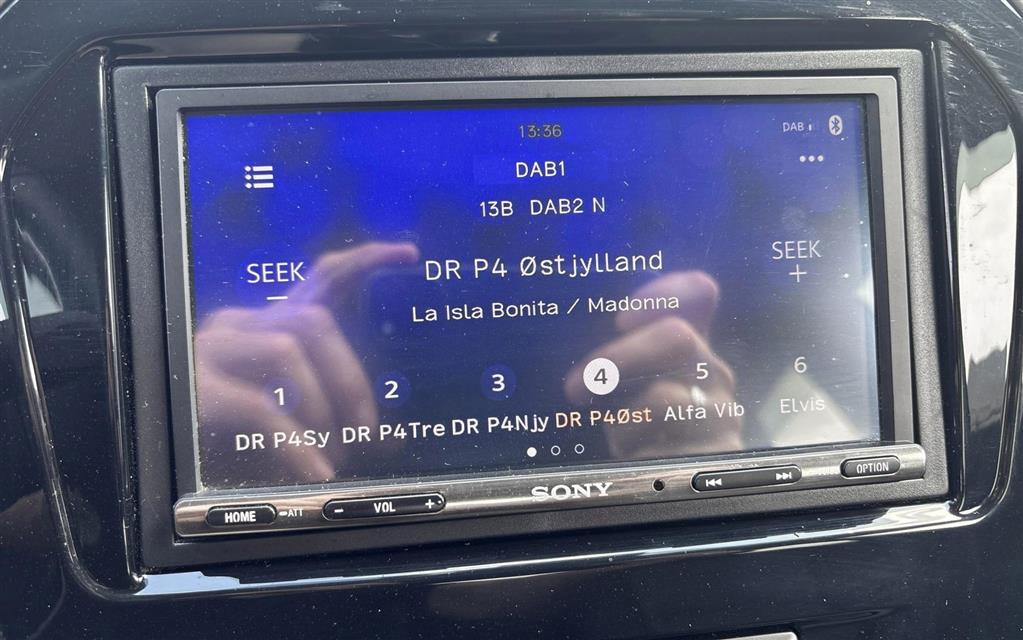 13:36
DAB
DAB1
13B DAB2 N
SEEK
−
DR P4 Østjylland
SEEK
+
La Isla Bonita / Madonna
1 2 3 4 5 6
DR P4Sy DR P4Tre DR P4Njy DR P4Øst Alfa Vib Elvis
SONY
HOME ATT − VOL + OPTION